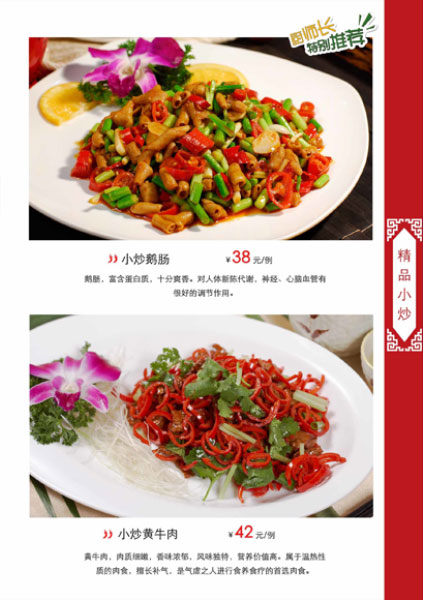 厨师长
特别推荐
小炒鹅肠 ￥38元/例
鹅肠，富含蛋白质，十分爽香。对人体新陈代谢，神经、心脑血管有
很好的调节作用。
精品小炒
小炒黄牛肉 ￥42元/例
黄牛肉，肉质细嫩，香味浓郁，风味独特，营养价值高。属于温热性
质的肉食，擅长补气，是气虚之人进行食养食疗的首选肉食。